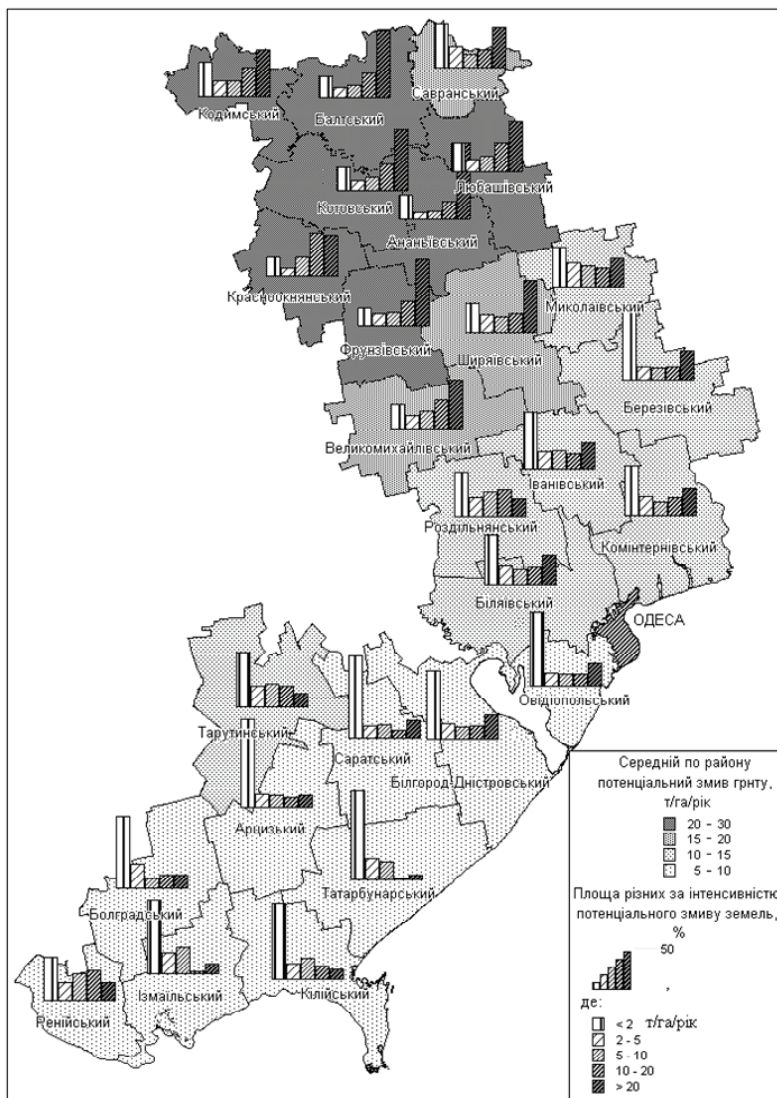 Савранський
Кодимський
Балтський
Любашівський
Котовський
Ананьївський
Красноокнянський
Миколаївський
Фрунзівський
Ширяївський
Березівський
Великомихайлівський
Іванівський
Роздільнянський
Комінтернівський
Біляївський
ОДЕСА
Овідіопольський
Тарутинський
Саратський
Білгород-Дністровський
Арцизький
Татарбунарський
Болградський
Ізмаїльський
Кілійський
Ренійський
Середній по району
потенціальний змив грнту,
т/га/рік
20 - 30
15 - 20
10 - 15
5 - 10
Площа різних за інтенсивністю
потенціального змиву земель,
%
50
,
де:
< 2 т/га/рік
2 - 5
5 - 10
10 - 20
> 20